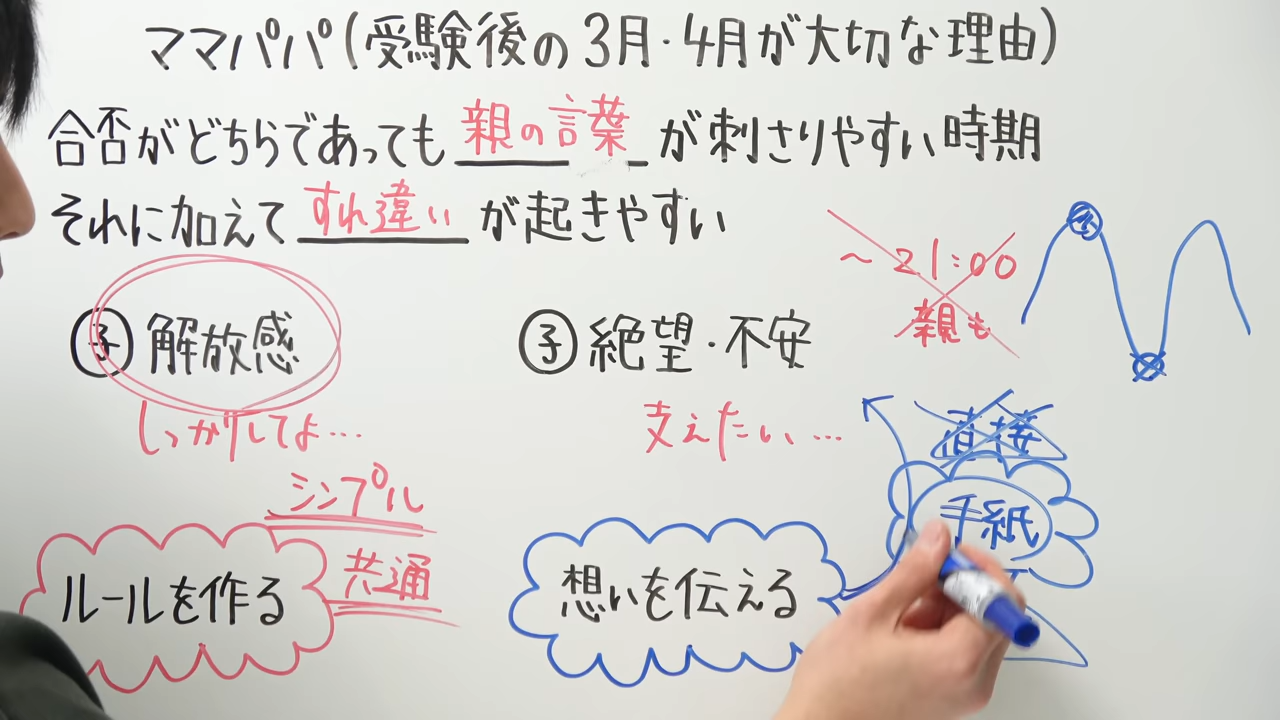 ママパパ(受験後の3月・4月が大切な理由)
合否がどちらであっても 親の言葉 が刺さりやすい時期
それに加えて すれ違い が起きやすい
〜21:00
親も
子 解放感
子 絶望・不安
しっかりしてよ…
支えたい…
直接
シンプル
手紙
共通
ルールを作る
想いを伝える